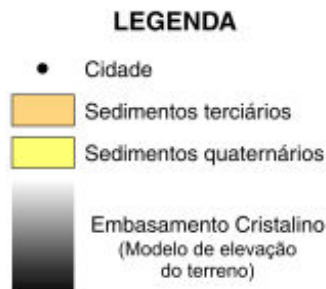 LEGENDA
Cidade
Sedimentos terciários
Sedimentos quaternários
Embasamento Cristalino
(Modelo de elevação
do terreno)